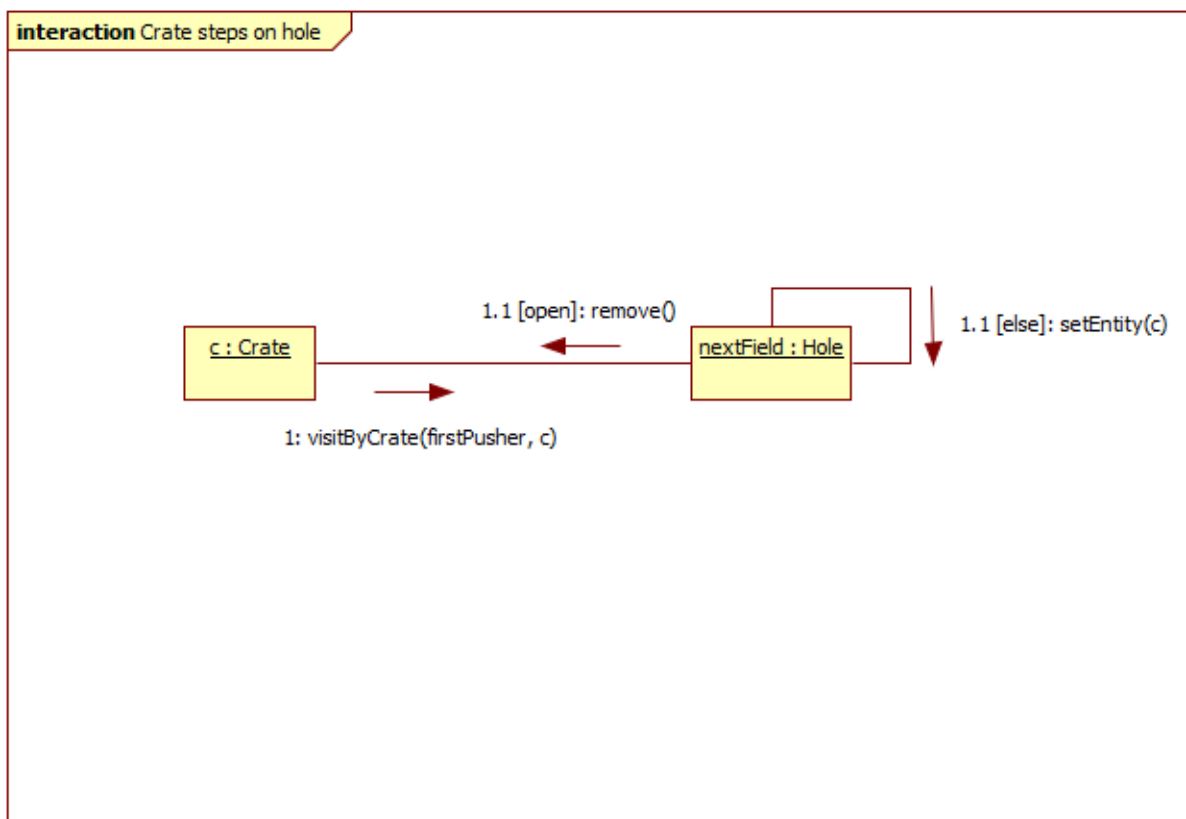 interaction Crate steps on hole
1.1 [open]: remove()
1.1 [else]: setEntity(c)
c : Crate
nextField : Hole
1: visitByCrate(firstPusher, c)